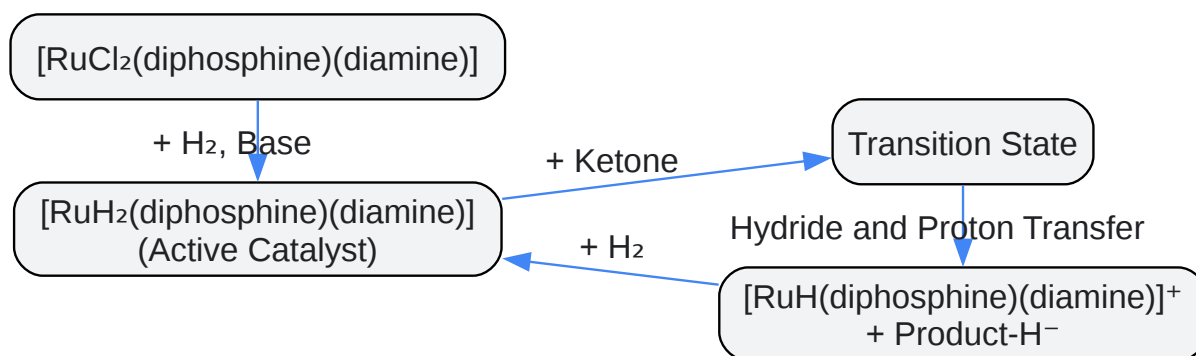 [RuCl₂(diphosphine)(diamine)]
+ H₂, Base
[RuH₂(diphosphine)(diamine)]
(Active Catalyst)
+ Ketone
Transition State
Hydride and Proton Transfer
[RuH(diphosphine)(diamine)]⁺
+ Product-H⁻
+ H₂